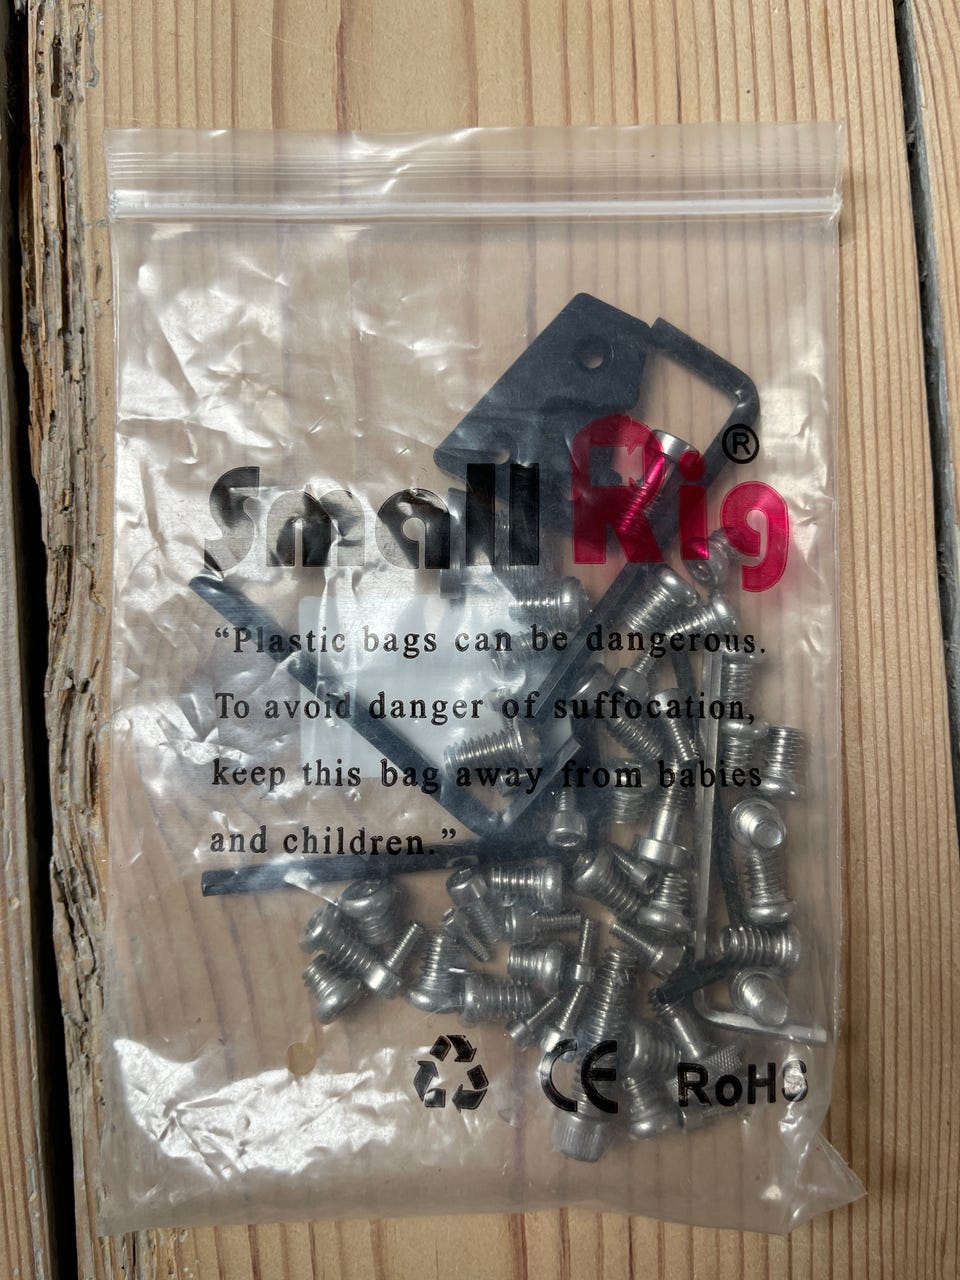 SmallRig®
“Plastic bags can be dangerous.
To avoid danger of suffocation,
keep this bag away from babies
and children.”
CE RoHS